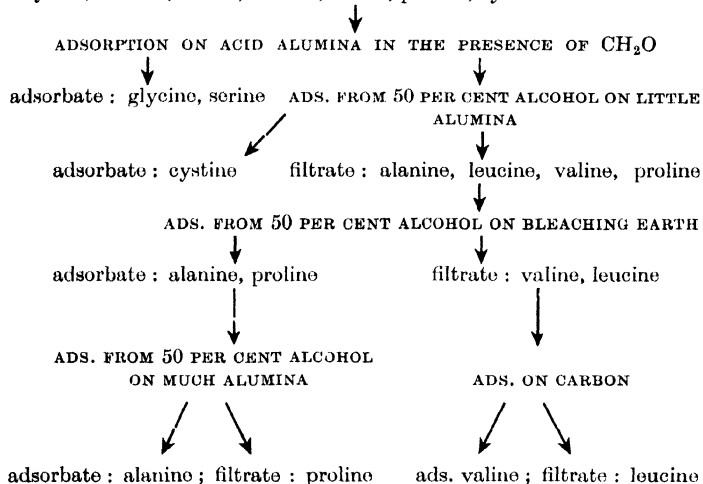 ADSORPTION ON ACID ALUMINA IN THE PRESENCE OF CH₂O
adsorbate : glycine, serine ADS. FROM 50 PER CENT ALCOHOL ON LITTLE
ALUMINA
adsorbate : cystine filtrate : alanine, leucine, valine, proline
ADS. FROM 50 PER CENT ALCOHOL ON BLEACHING EARTH
adsorbate : alanine, proline filtrate : valine, leucine
ADS. FROM 50 PER CENT ALCOHOL
ON MUCH ALUMINA ADS. ON CARBON
adsorbate : alanine ; filtrate : proline ads. valine ; filtrate : leucine